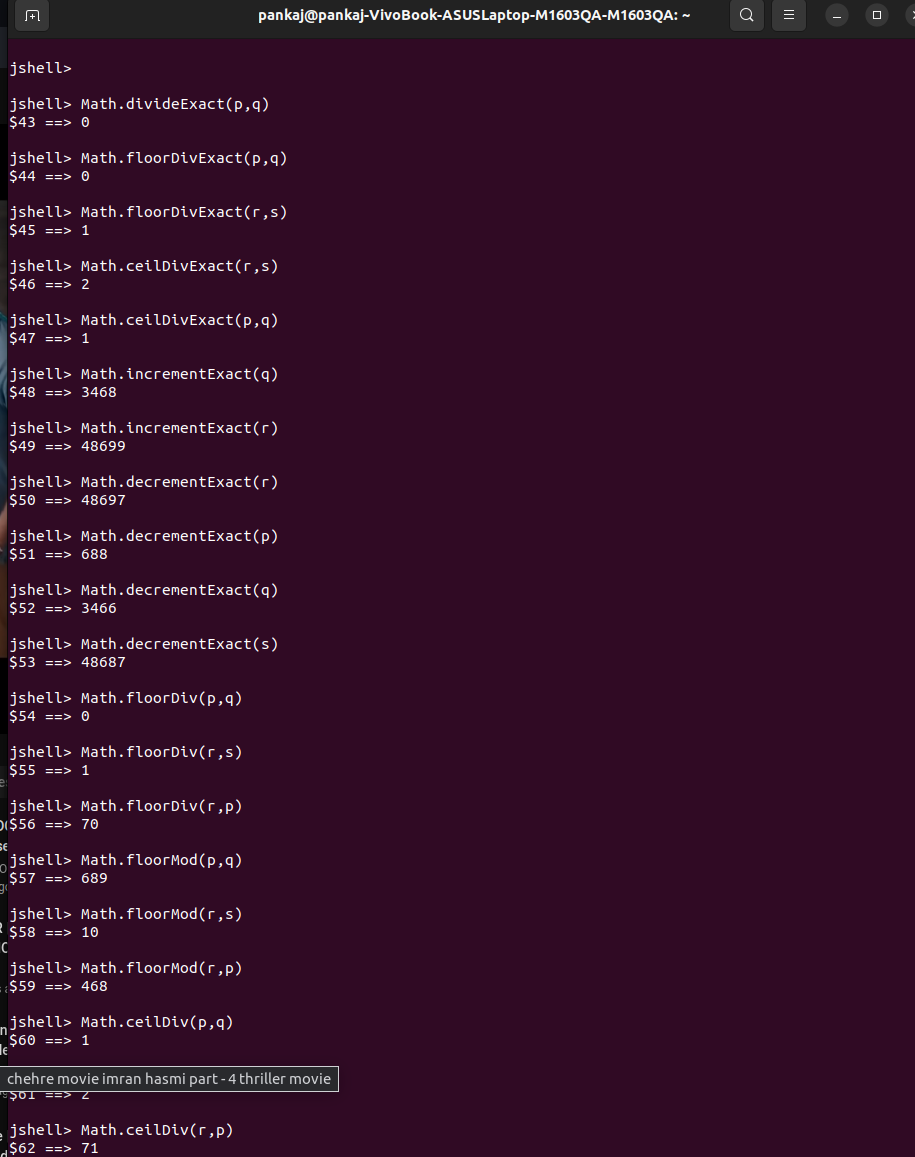 pankaj@pankaj-VivoBook-ASUSLaptop-M1603QA-M1603QA: ~
jshell>
jshell> Math.divideExact(p,q)
$43 ==> 0
jshell> Math.floorDivExact(p,q)
$44 ==> 0
jshell> Math.floorDivExact(r,s)
$45 ==> 1
jshell> Math.ceilDivExact(r,s)
$46 ==> 2
jshell> Math.ceilDivExact(p,q)
$47 ==> 1
jshell> Math.incrementExact(q)
$48 ==> 3468
jshell> Math.incrementExact(r)
$49 ==> 48699
jshell> Math.decrementExact(r)
$50 ==> 48697
jshell> Math.decrementExact(p)
$51 ==> 688
jshell> Math.decrementExact(q)
$52 ==> 3466
jshell> Math.decrementExact(s)
$53 ==> 48687
jshell> Math.floorDiv(p,q)
$54 ==> 0
jshell> Math.floorDiv(r,s)
$55 ==> 1
jshell> Math.floorDiv(r,p)
$56 ==> 70
jshell> Math.floorMod(p,q)
$57 ==> 689
jshell> Math.floorMod(r,s)
$58 ==> 10
jshell> Math.floorMod(r,p)
$59 ==> 468
jshell> Math.ceilDiv(p,q)
$60 ==> 1
chehre movie imran hasmi part - 4 thriller movie
$61 ==> 2
jshell> Math.ceilDiv(r,p)
$62 ==> 71